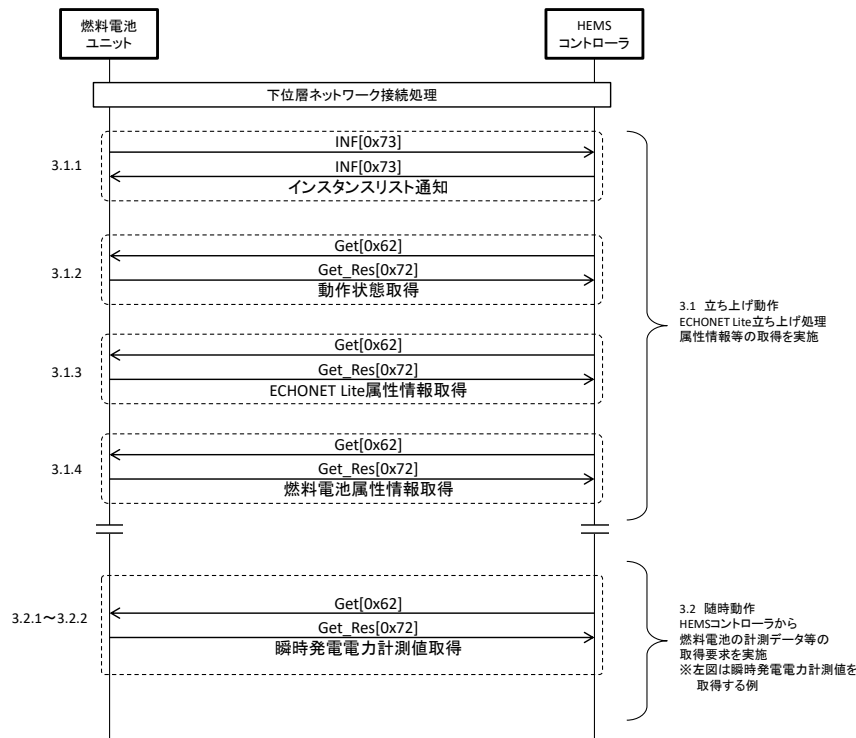 燃料電池
ユニット
HEMS
コントローラ
下位層ネットワーク接続処理
3.1.1
INF[0x73]
INF[0x73]
インスタンスリスト通知
3.1.2
Get[0x62]
Get_Res[0x72]
動作状態取得
3.1.3
Get[0x62]
Get_Res[0x72]
ECHONET Lite属性情報取得
3.1.4
Get[0x62]
Get_Res[0x72]
燃料電池属性情報取得
3.1 立ち上げ動作
ECHONET Lite立ち上げ処理
属性情報等の取得を実施
3.2.1～3.2.2
Get[0x62]
Get_Res[0x72]
瞬時発電電力計測値取得
3.2 随時動作
HEMSコントローラから
燃料電池の計測データ等の
取得要求を実施
※左図は瞬時発電電力計測値を
取得する例